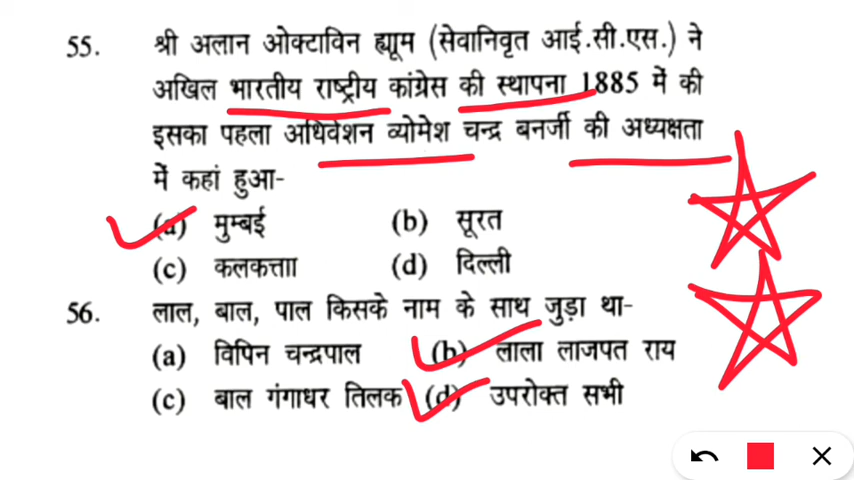 55. श्री अलान ओक्टाविन ह्यूम (सेवानिवृत आई.सी.एस.) ने
अखिल भारतीय राष्ट्रीय कांग्रेस की स्थापना 1885 में की
इसका पहला अधिवेशन व्योमेश चन्द्र बनर्जी की अध्यक्षता
में कहां हुआ-
(a) मुम्बई (b) सूरत
(c) कलकत्ताा (d) दिल्ली
56. लाल, बाल, पाल किसके नाम के साथ जुड़ा था-
(a) विपिन चन्द्रपाल (b) लाला लाजपत राय
(c) बाल गंगाधर तिलक (d) उपरोक्त सभी